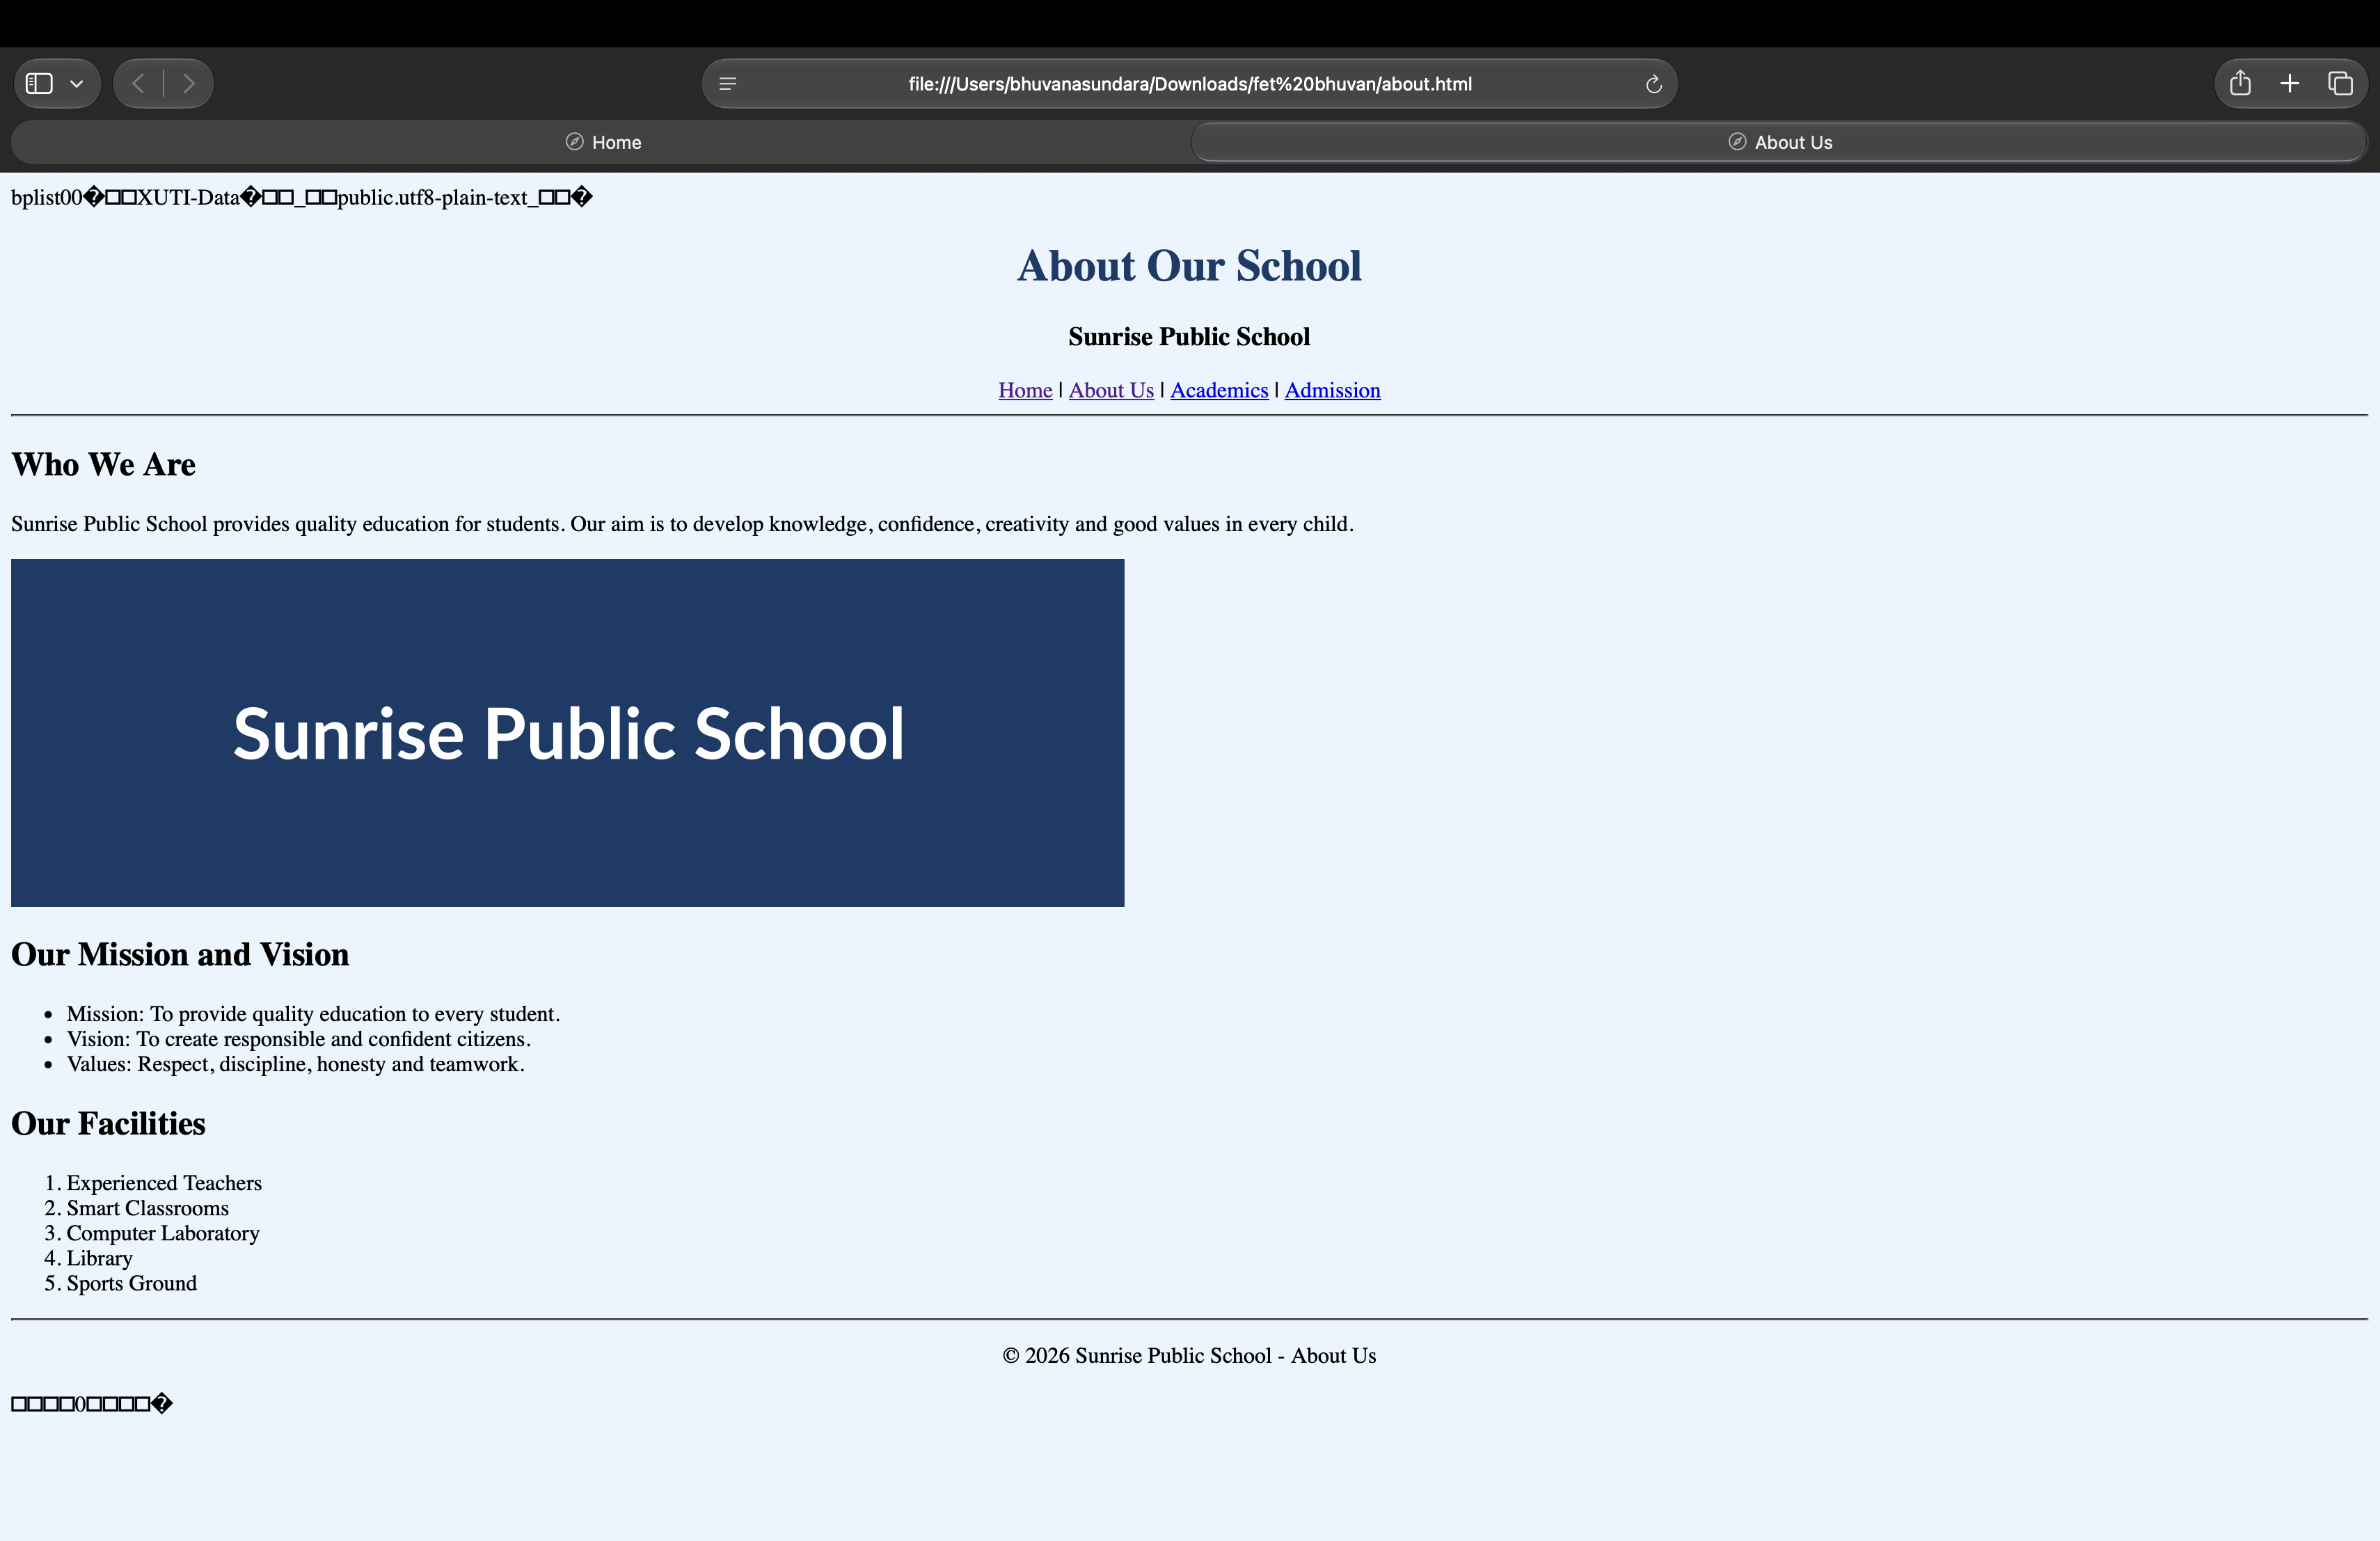 file:///Users/bhuvanasundara/Downloads/fet%20bhuvan/about.html
Home
About Us
bplist00�□□XUTI-Data�□□_□□public.utf8-plain-text_□□�
About Our School
Sunrise Public School
Home | About Us | Academics | Admission
Who We Are
Sunrise Public School provides quality education for students. Our aim is to develop knowledge, confidence, creativity and good values in every child.
Sunrise Public School
Our Mission and Vision
• Mission: To provide quality education to every student.
• Vision: To create responsible and confident citizens.
• Values: Respect, discipline, honesty and teamwork.
Our Facilities
1. Experienced Teachers
2. Smart Classrooms
3. Computer Laboratory
4. Library
5. Sports Ground
© 2026 Sunrise Public School - About Us
□□□□0□□□□�